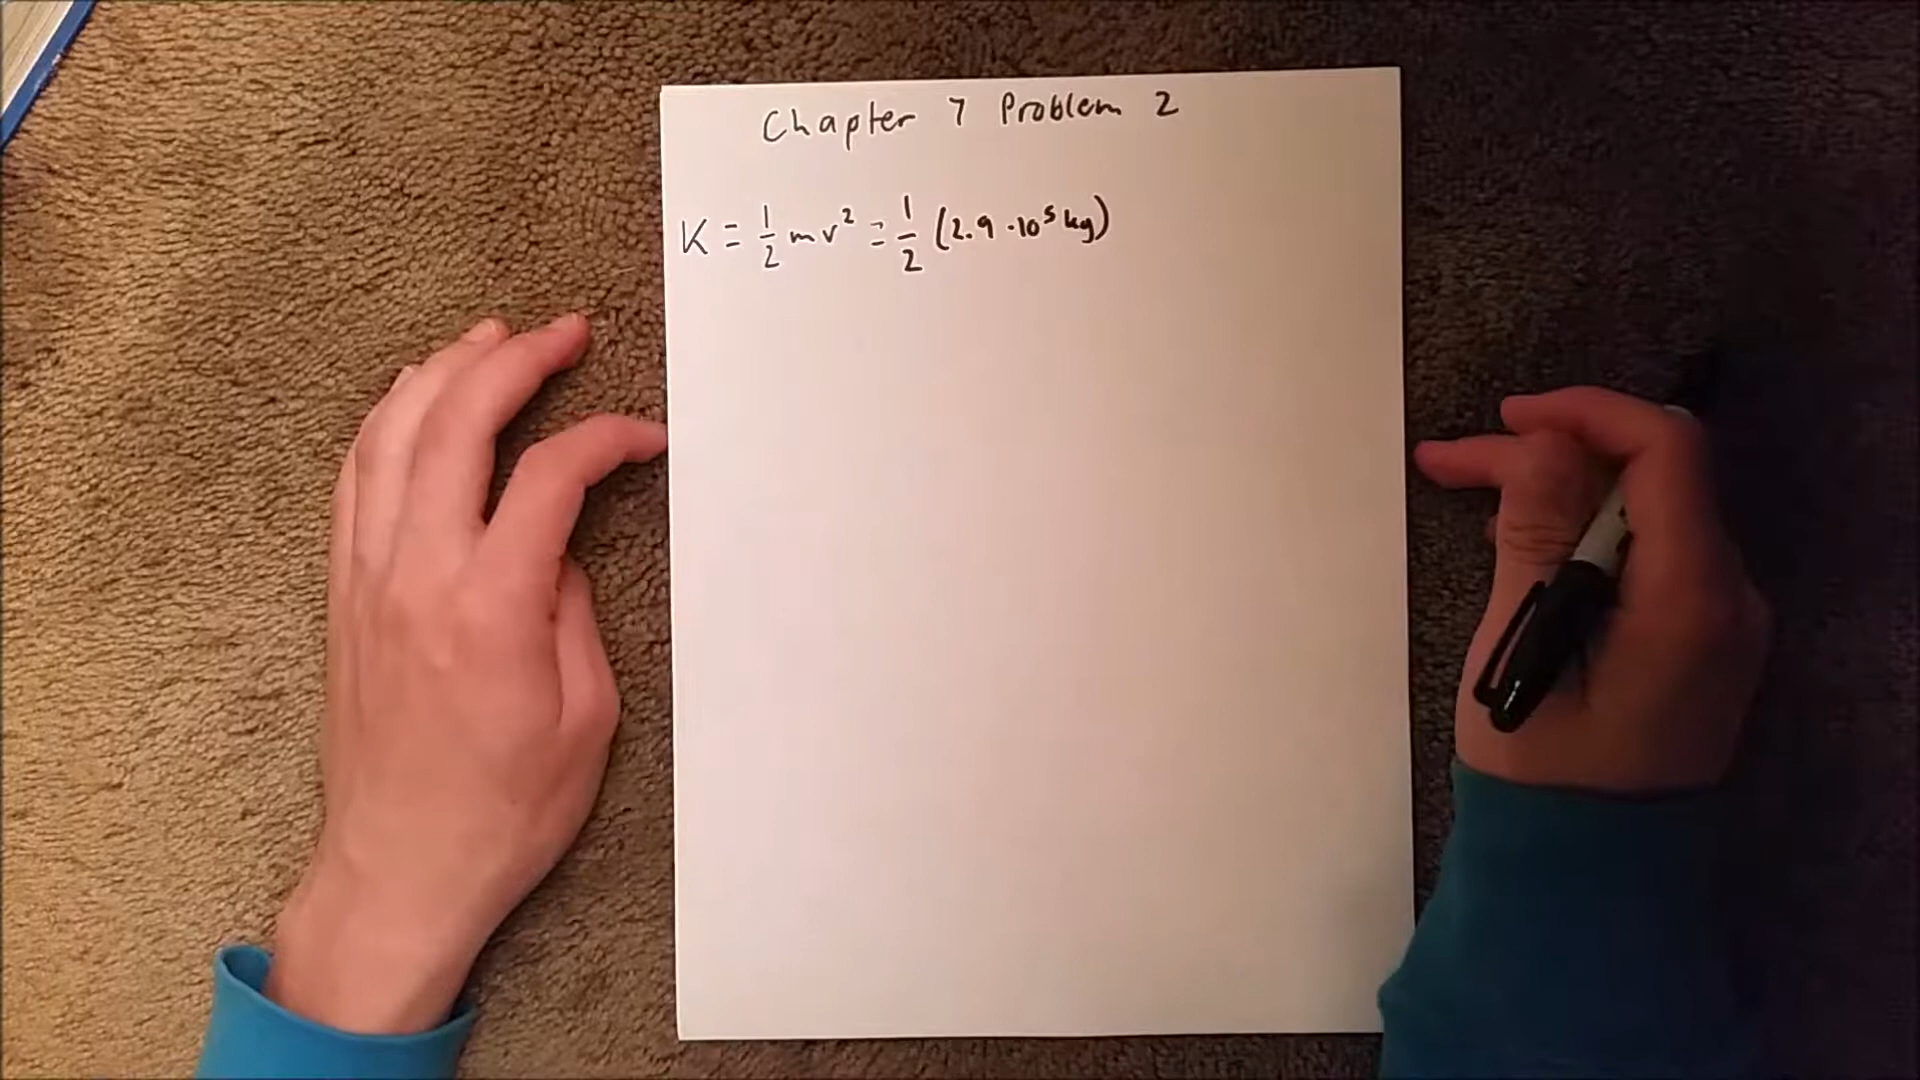 Chapter 7 Problem 2
K = 1/2 mv² = 1/2 (2.9 · 10⁵ kg)